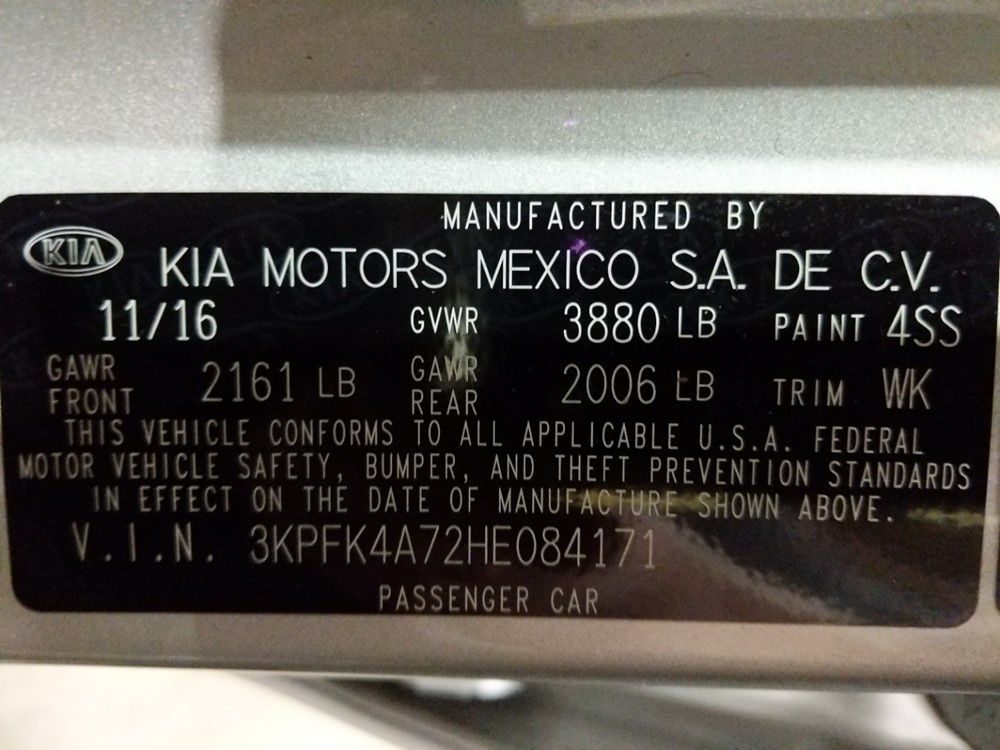 MANUFACTURED BY
KIA KIA MOTORS MEXICO S.A. DE C.V.
11/16 GVWR 3880 LB PAINT 4SS
GAWR FRONT 2161 LB GAWR REAR 2006 LB TRIM WK
THIS VEHICLE CONFORMS TO ALL APPLICABLE U.S.A. FEDERAL
MOTOR VEHICLE SAFETY, BUMPER, AND THEFT PREVENTION STANDARDS
IN EFFECT ON THE DATE OF MANUFACTURE SHOWN ABOVE.
V.I.N. 3KPFK4A72HE084171
PASSENGER CAR